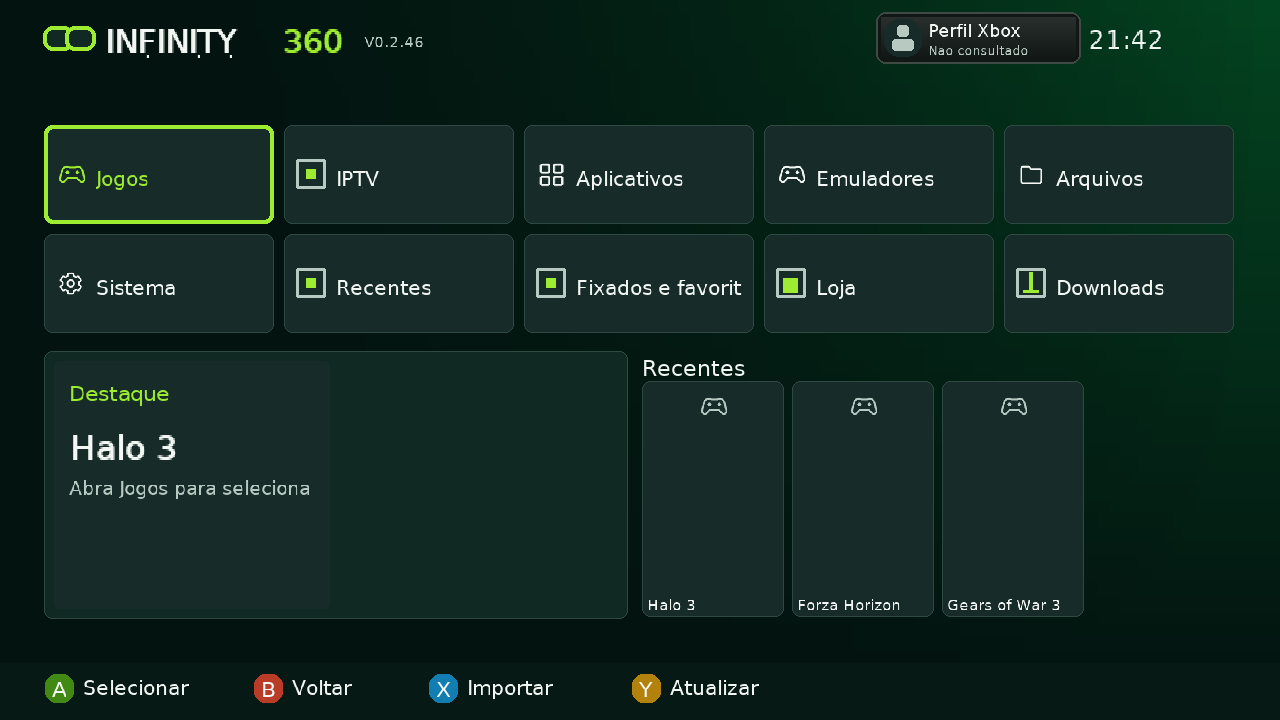 INFINITY 360 V0.2.46
Perfil Xbox
Nao consultado
21:42
Jogos
IPTV
Aplicativos
Emuladores
Arquivos
Sistema
Recentes
Fixados e favorit
Loja
Downloads
Destaque
Halo 3
Abra Jogos para seleciona
Recentes
Halo 3
Forza Horizon
Gears of War 3
A Selecionar
B Voltar
X Importar
Y Atualizar